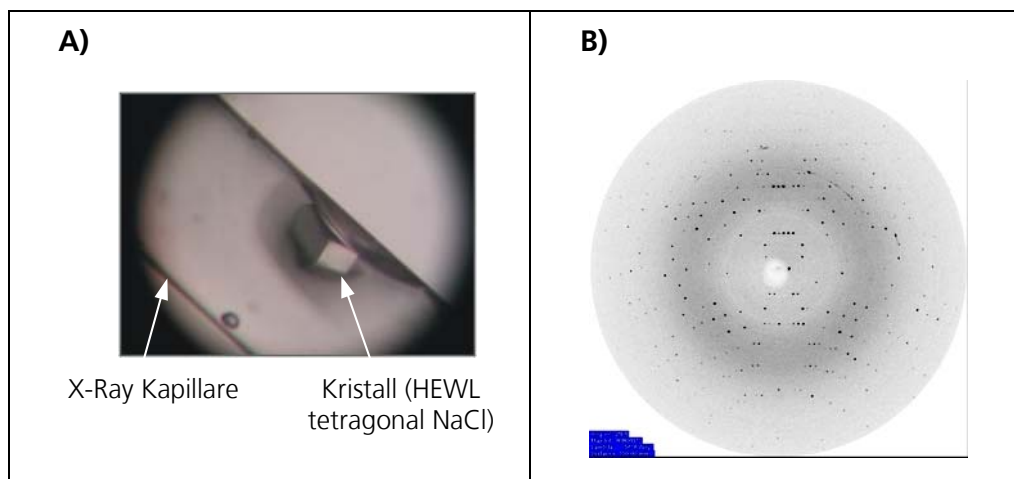 A)
B)
X-Ray Kapillare
Kristall (HEWL
tetragonal NaCl)